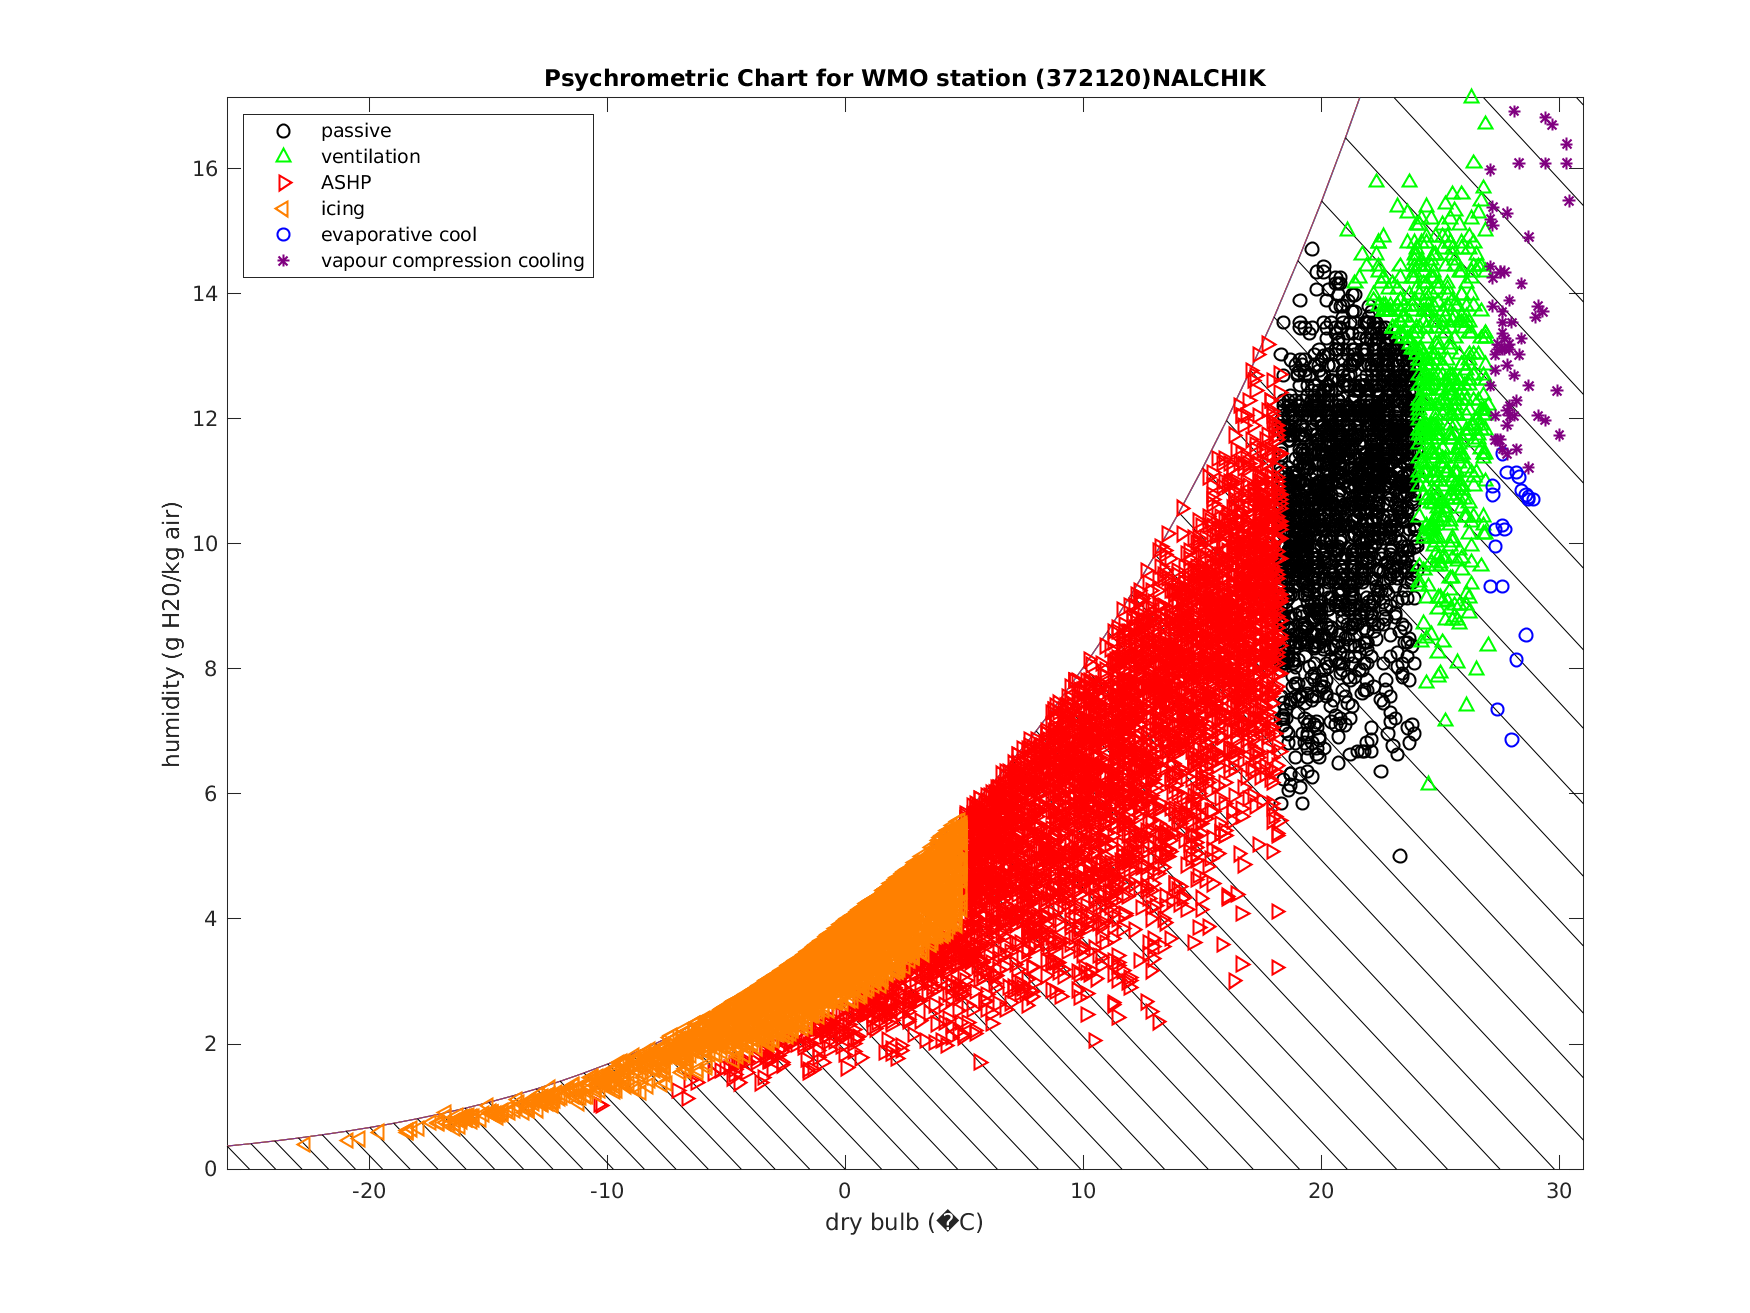 Psychrometric Chart for WMO station (372120)NALCHIK
passive
ventilation
ASHP
icing
evaporative cool
vapour compression cooling
humidity (g H20/kg air)
16
14
12
10
8
6
4
2
0
-20
-10
0
10
20
30
dry bulb (�C)